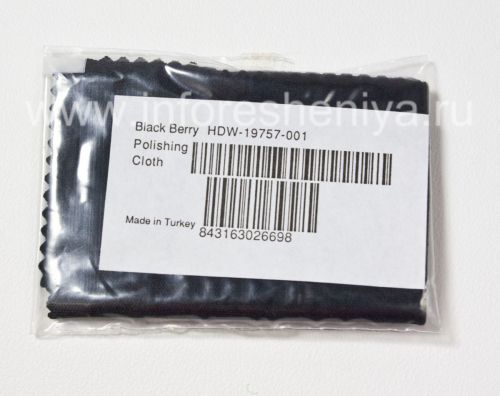 www.inforesheniya.ru
Black Berry HDW-19757-001
Polishing
Cloth
Made in Turkey
843163026698